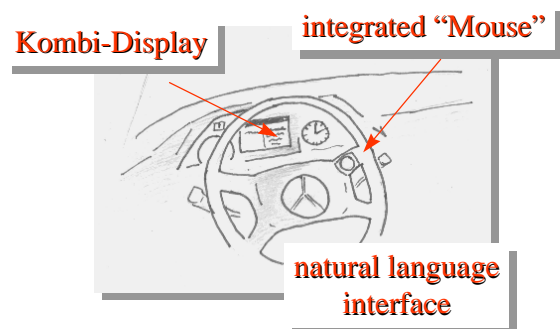 Kombi-Display
integrated “Mouse”
natural language
interface